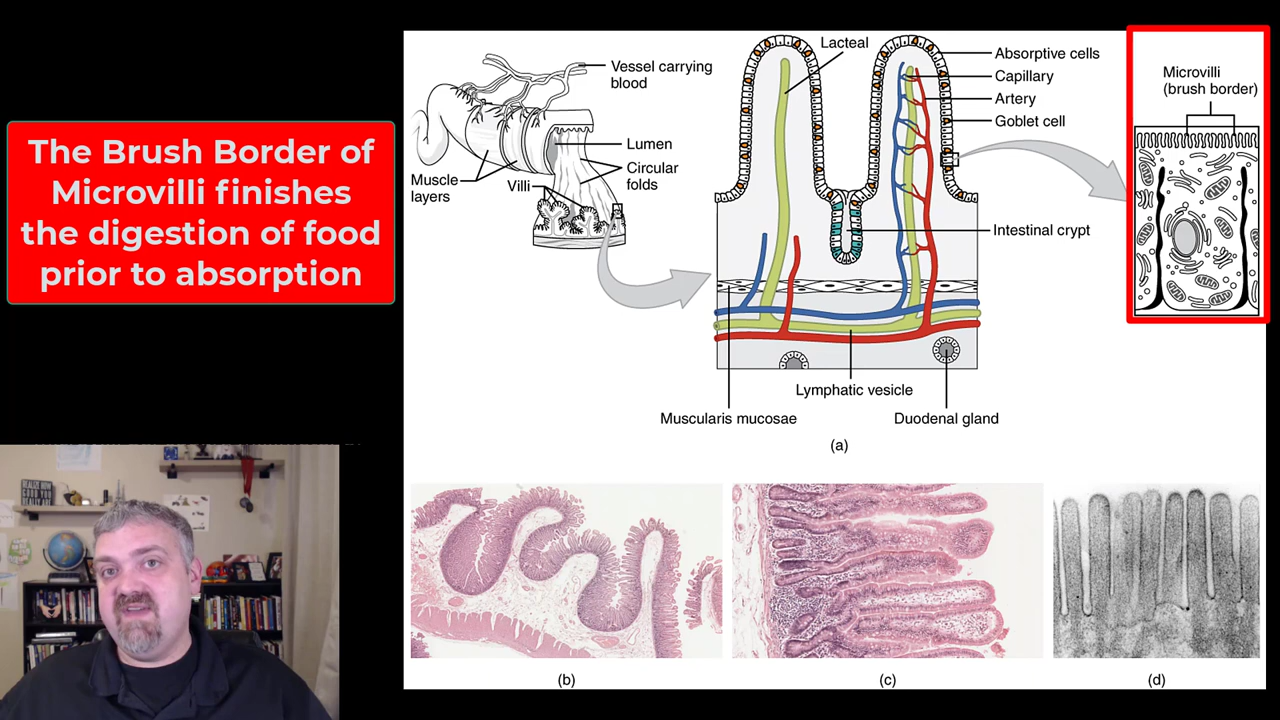 The Brush Border of
Microvilli finishes
the digestion of food
prior to absorption
Vessel carrying
blood
Lumen
Circular
folds
Muscle
layers
Villi
Lacteal
Absorptive cells
Capillary
Artery
Goblet cell
Intestinal crypt
Lymphatic vesicle
Muscularis mucosae
Duodenal gland
(a)
Microvilli
(brush border)
(b)
(c)
(d)